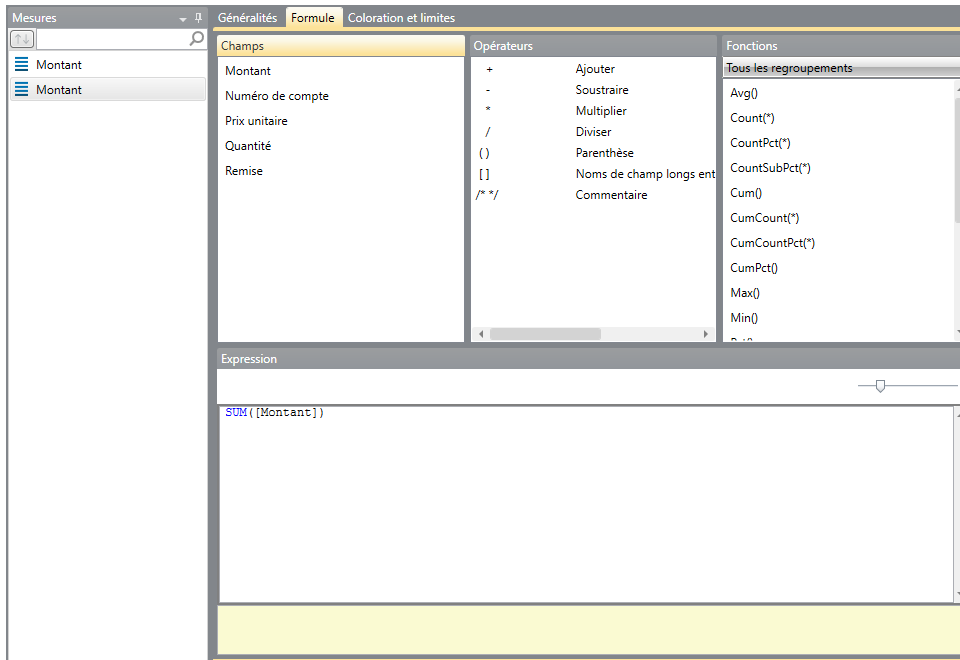 Mesures
Montant
Montant
Généralités Formule Coloration et limites
Champs
Montant
Numéro de compte
Prix unitaire
Quantité
Remise
Opérateurs
+ Ajouter
- Soustraire
* Multiplier
/ Diviser
( ) Parenthèse
[ ] Noms de champ longs ent
/* */ Commentaire
Fonctions
Tous les regroupements
Avg()
Count(*)
CountPct(*)
CountSubPct(*)
Cum()
CumCount(*)
CumCountPct(*)
CumPct()
Max()
Min()
Expression
SUM([Montant])